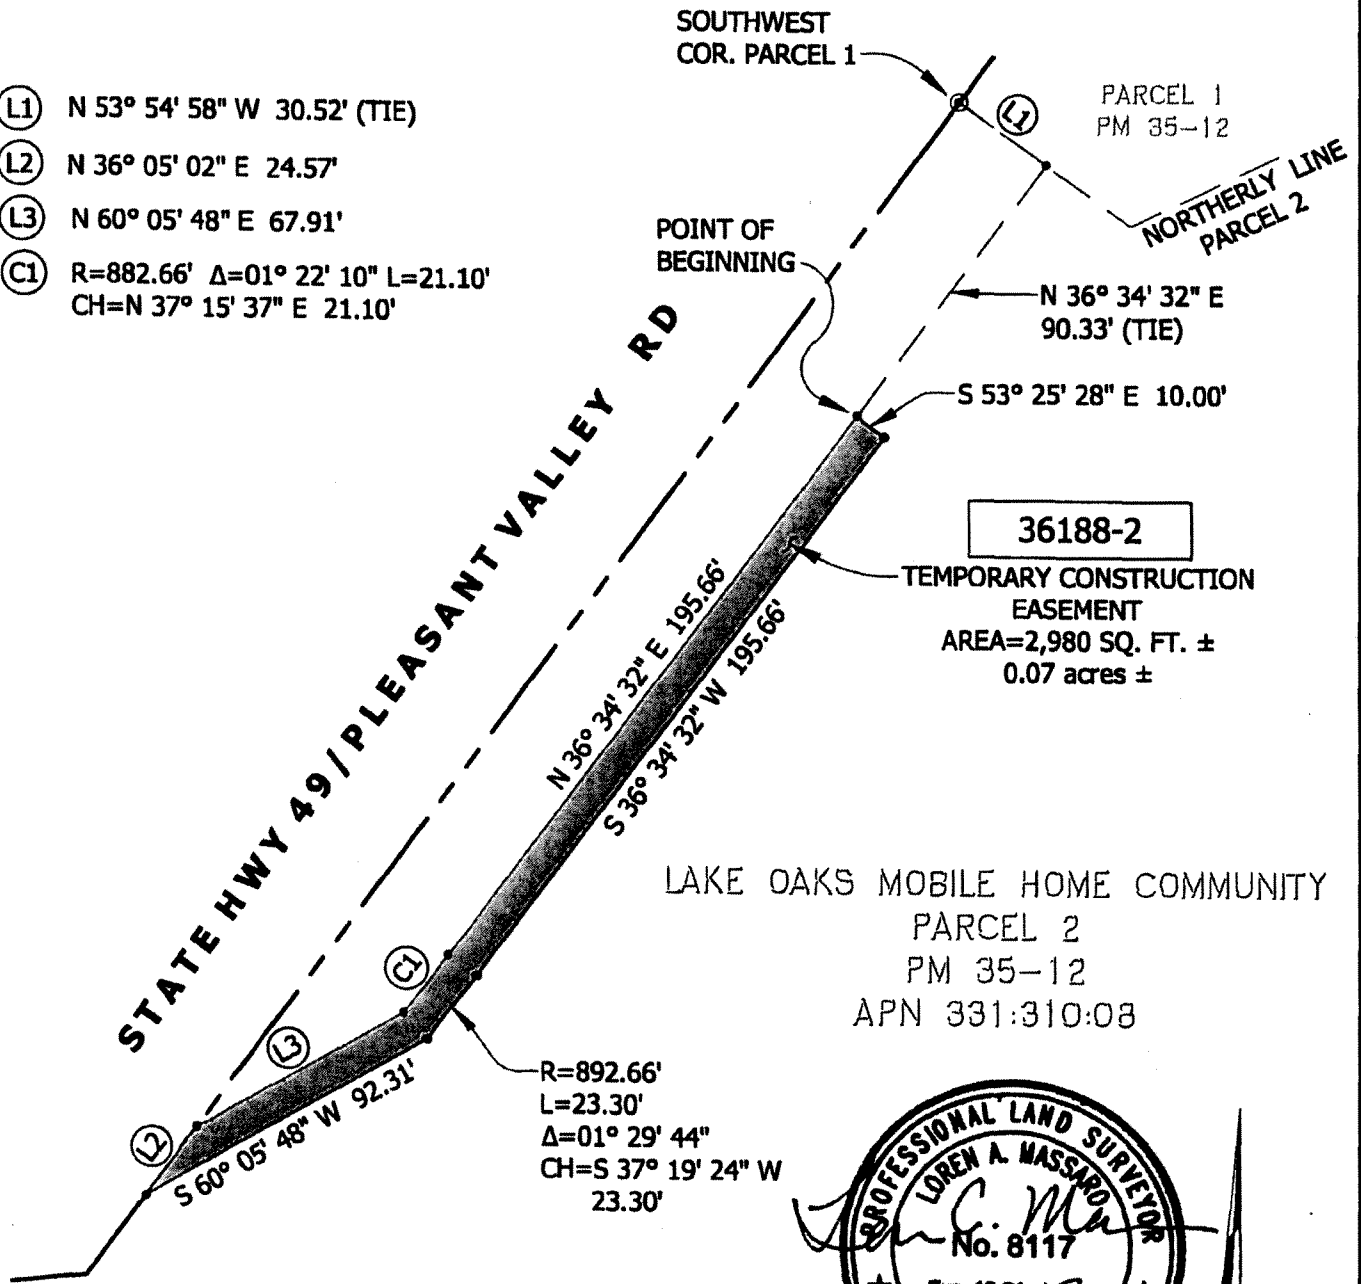 SOUTHWEST
COR. PARCEL 1
L1 N 53° 54' 58" W 30.52' (TIE)
L2 N 36° 05' 02" E 24.57'
L3 N 60° 05' 48" E 67.91'
C1 R=882.66' Δ=01° 22' 10" L=21.10'
CH=N 37° 15' 37" E 21.10'
L1
PARCEL 1
PM 35-12
NORTHERLY LINE
PARCEL 2
POINT OF
BEGINNING
N 36° 34' 32" E
90.33' (TIE)
S 53° 25' 28" E 10.00'
STATE HWY 49/PLEASANT VALLEY RD
36188-2
TEMPORARY CONSTRUCTION
EASEMENT
AREA=2,980 SQ. FT. ±
0.07 acres ±
N 36° 34' 32" E 195.66'
S 36° 34' 32" W 195.66'
LAKE OAKS MOBILE HOME COMMUNITY
PARCEL 2
PM 35-12
APN 331:310:08
C1
L3
L2
S 60° 05' 48" W 92.31'
R=892.66'
L=23.30'
Δ=01° 29' 44"
CH=S 37° 19' 24" W
23.30'
PROFESSIONAL LAND SURVEYOR
LOREN A. MASSARO
No. 8117